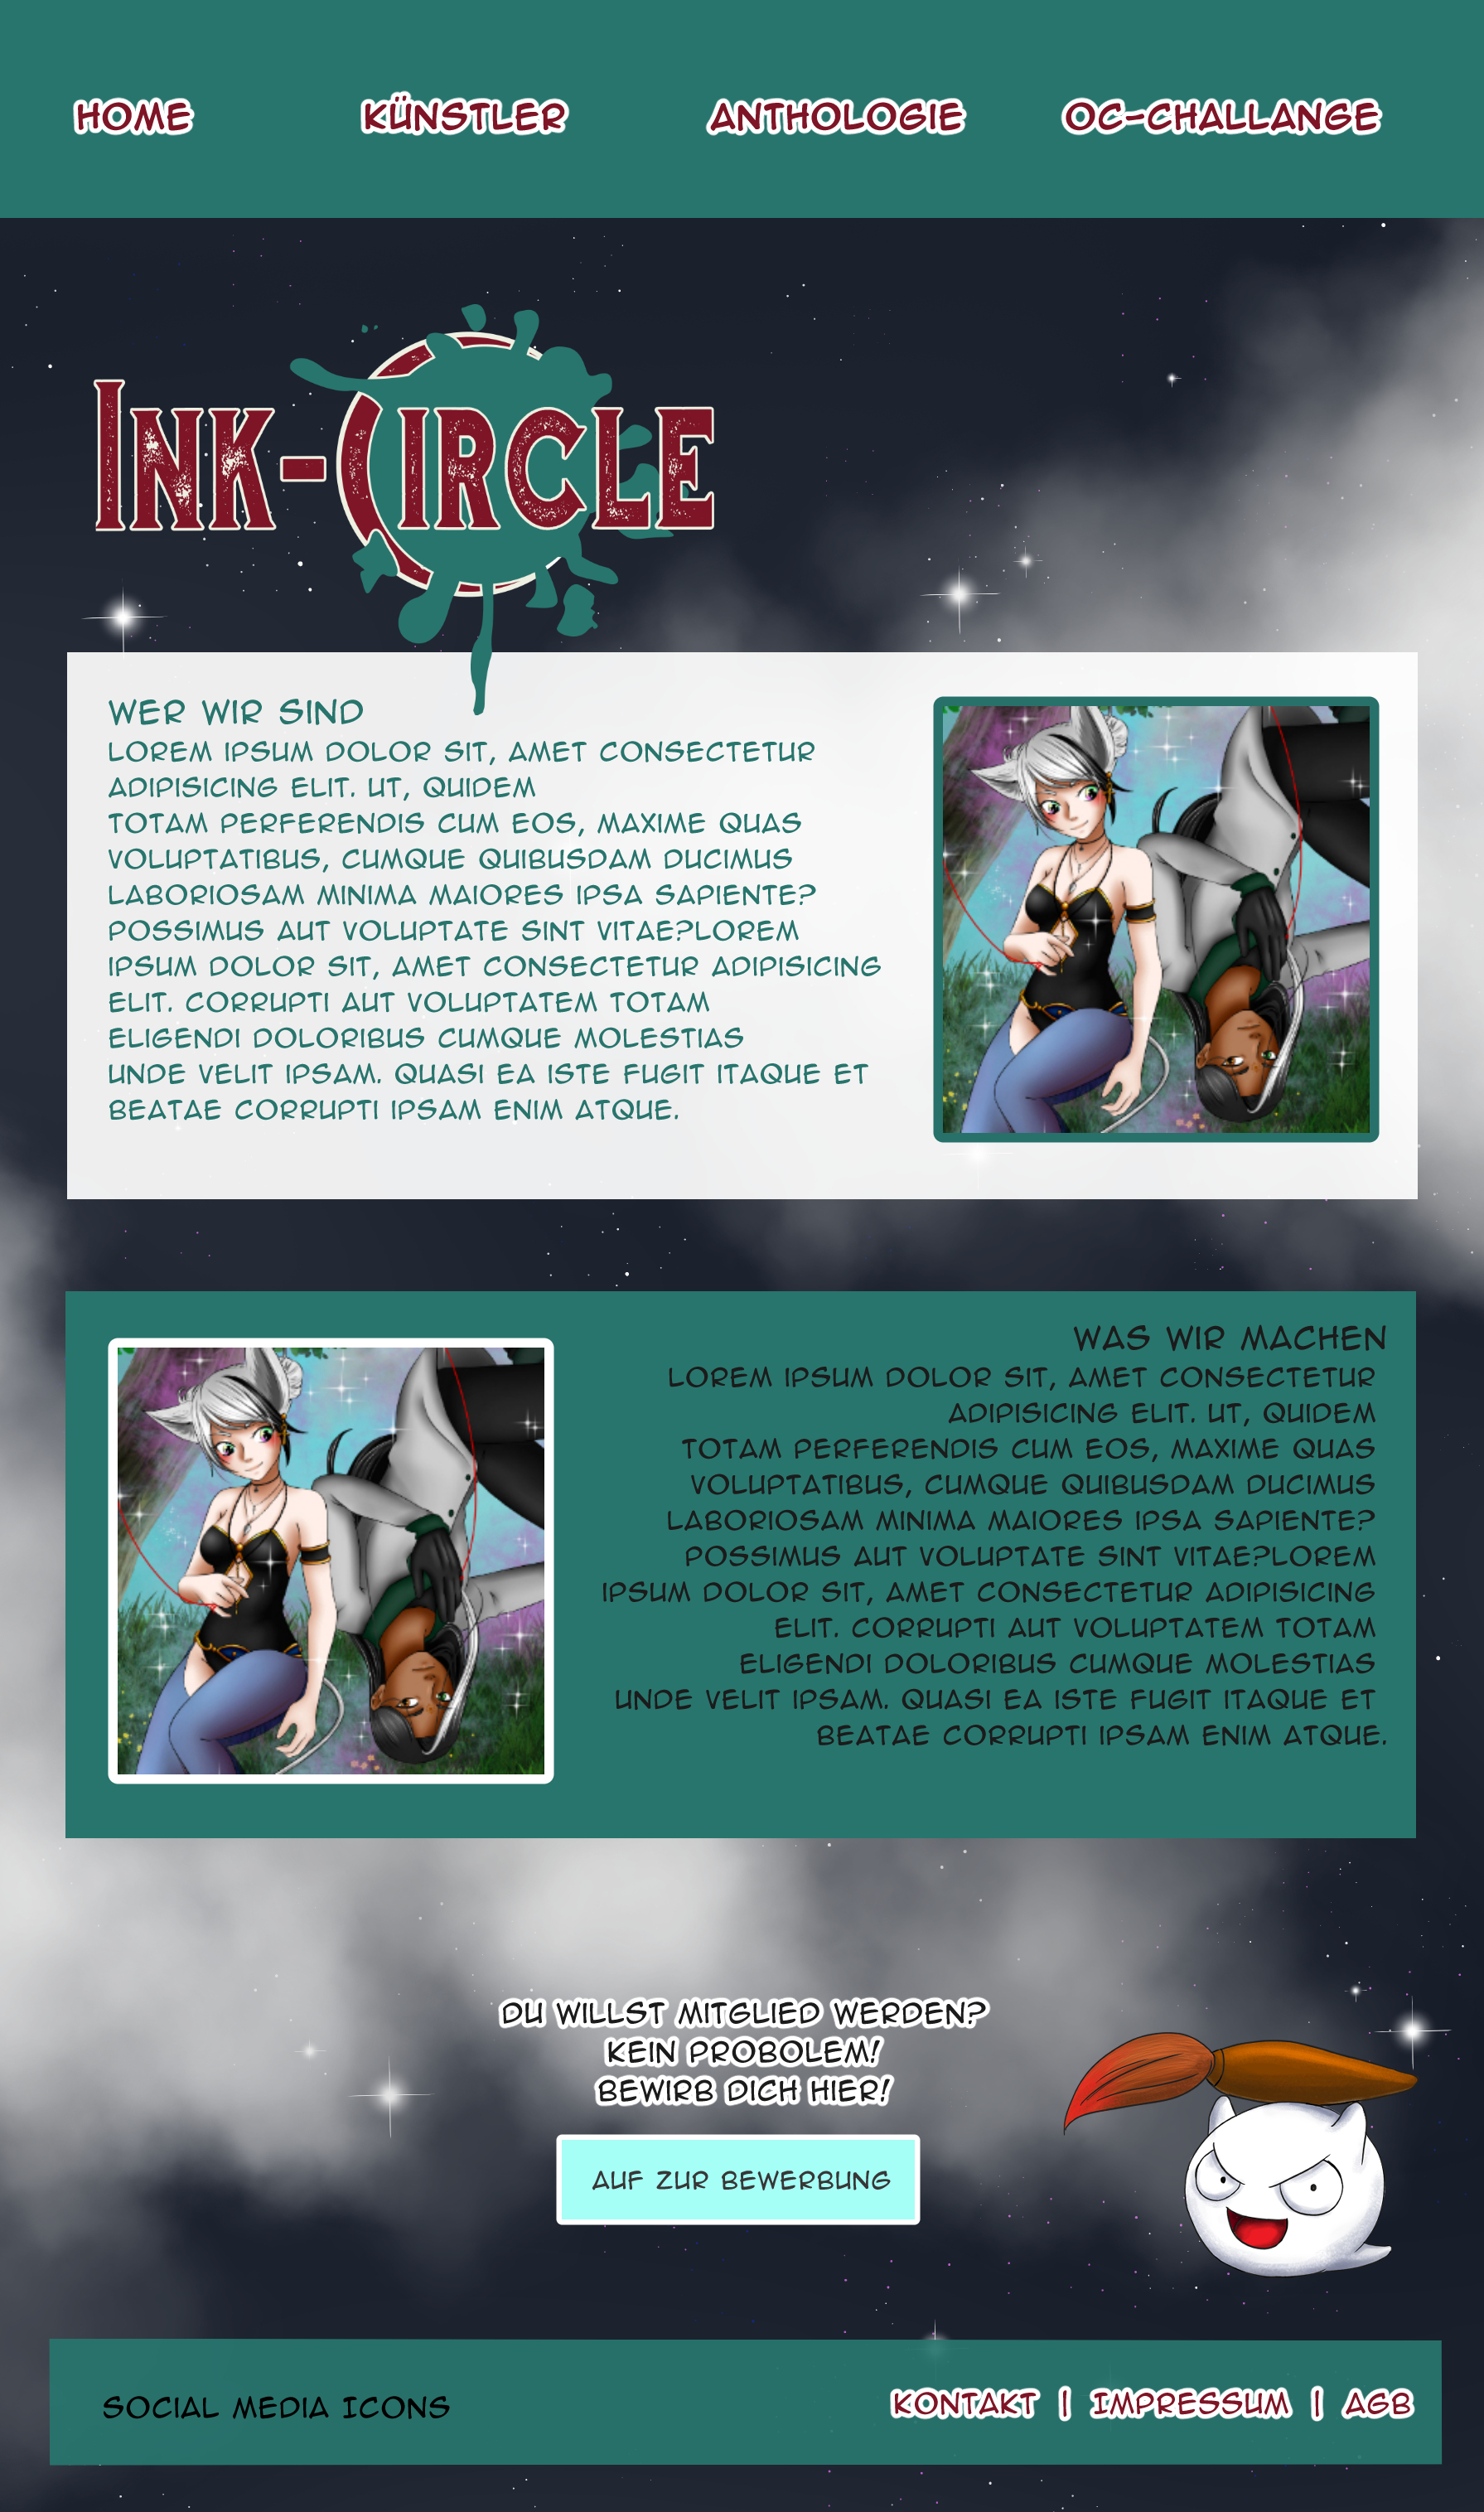 HOME KÜNSTLER ANTHOLOGIE OC-CHALLANGE
INK-CIRCLE
WER WIR SIND
LOREM IPSUM DOLOR SIT, AMET CONSECTETUR
ADIPISICING ELIT. UT, QUIDEM
TOTAM PERFERENDIS CUM EOS, MAXIME QUAS
VOLUPTATIBUS, CUMQUE QUIBUSDAM DUCIMUS
LABORIOSAM MINIMA MAIORES IPSA SAPIENTE?
POSSIMUS AUT VOLUPTATE SINT VITAE?LOREM
IPSUM DOLOR SIT, AMET CONSECTETUR ADIPISICING
ELIT. CORRUPTI AUT VOLUPTATEM TOTAM
ELIGENDI DOLORIBUS CUMQUE MOLESTIAS
UNDE VELIT IPSAM. QUASI EA ISTE FUGIT ITAQUE ET
BEATAE CORRUPTI IPSAM ENIM ATQUE.
WAS WIR MACHEN
LOREM IPSUM DOLOR SIT, AMET CONSECTETUR
ADIPISICING ELIT. UT, QUIDEM
TOTAM PERFERENDIS CUM EOS, MAXIME QUAS
VOLUPTATIBUS, CUMQUE QUIBUSDAM DUCIMUS
LABORIOSAM MINIMA MAIORES IPSA SAPIENTE?
POSSIMUS AUT VOLUPTATE SINT VITAE?LOREM
IPSUM DOLOR SIT, AMET CONSECTETUR ADIPISICING
ELIT. CORRUPTI AUT VOLUPTATEM TOTAM
ELIGENDI DOLORIBUS CUMQUE MOLESTIAS
UNDE VELIT IPSAM. QUASI EA ISTE FUGIT ITAQUE ET
BEATAE CORRUPTI IPSAM ENIM ATQUE.
DU WILLST MITGLIED WERDEN?
KEIN PROBOLEM!
BEWIRB DICH HIER!
AUF ZUR BEWERBUNG
SOCIAL MEDIA ICONS
KONTAKT | IMPRESSUM | AGB